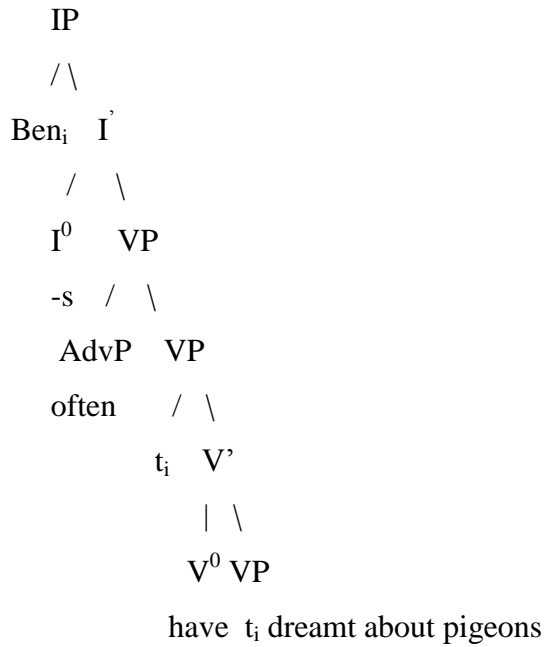 IP
/ \
Benᵢ I’
/ \
I⁰ VP
-s / \
AdvP VP
often / \
tᵢ V’
| \
V⁰ VP
have tᵢ dreamt about pigeons